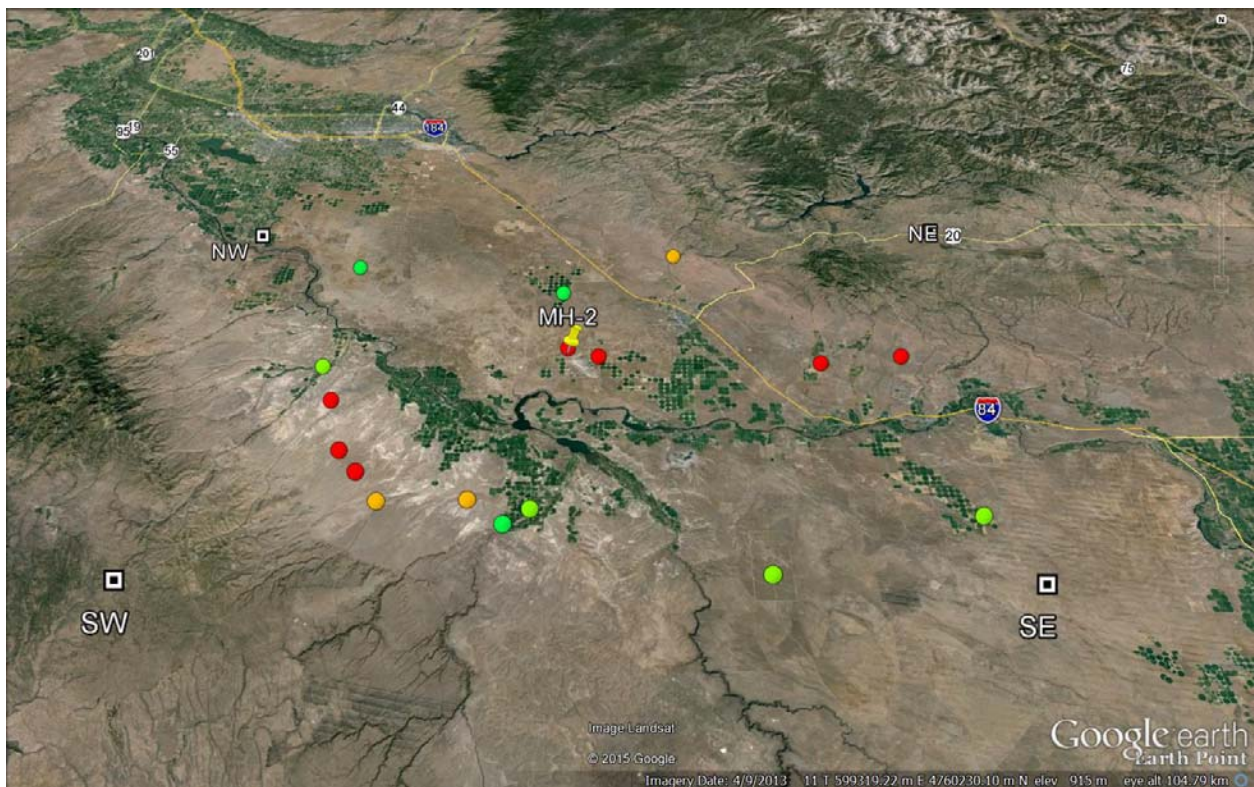 N
201
75
44
184
95
19
55
NW
NE
20
MH-2
84
SW
SE
Image Landsat
© 2015 Google
Google earth
Earth Point
Imagery Date: 4/9/2013 11 T 599319.22 m E 4760230.10 m N elev 915 m eye alt 104.79 km